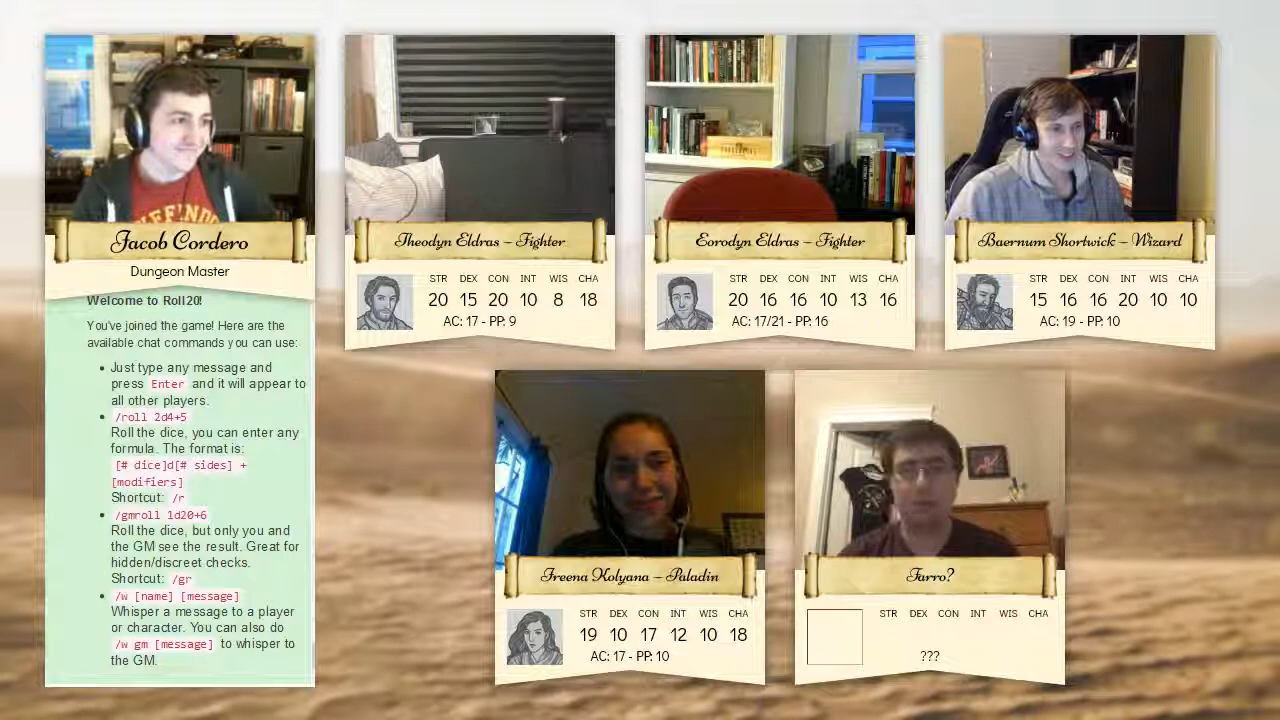 GRYFFINDO
Jacob Cordero
Dungeon Master
Welcome to Roll20!
You've joined the game! Here are the
available chat commands you can use:
• Just type any message and
press Enter and it will appear to
all other players.
• /roll 2d4+5
Roll the dice, you can enter any
formula. The format is:
[# dice]d[# sides] +
[modifiers]
Shortcut: /r
• /gmroll 1d20+6
Roll the dice, but only you and
the GM see the result. Great for
hidden/discreet checks.
Shortcut: /gr
• /w [name] [message]
Whisper a message to a player
or character. You can also do
/w gm [message] to whisper to
the GM.
Theodyn Eldras – Fighter
STR DEX CON INT WIS CHA
20 15 20 10 8 18
AC: 17 - PP: 9
Eorodyn Eldras – Fighter
STR DEX CON INT WIS CHA
20 16 16 10 13 16
AC: 17/21 - PP: 16
Baernum Shortwick – Wizard
STR DEX CON INT WIS CHA
15 16 16 20 10 10
AC: 19 - PP: 10
Freena Kolyana – Paladin
STR DEX CON INT WIS CHA
19 10 17 12 10 18
AC: 17 - PP: 10
Farro?
STR DEX CON INT WIS CHA
???